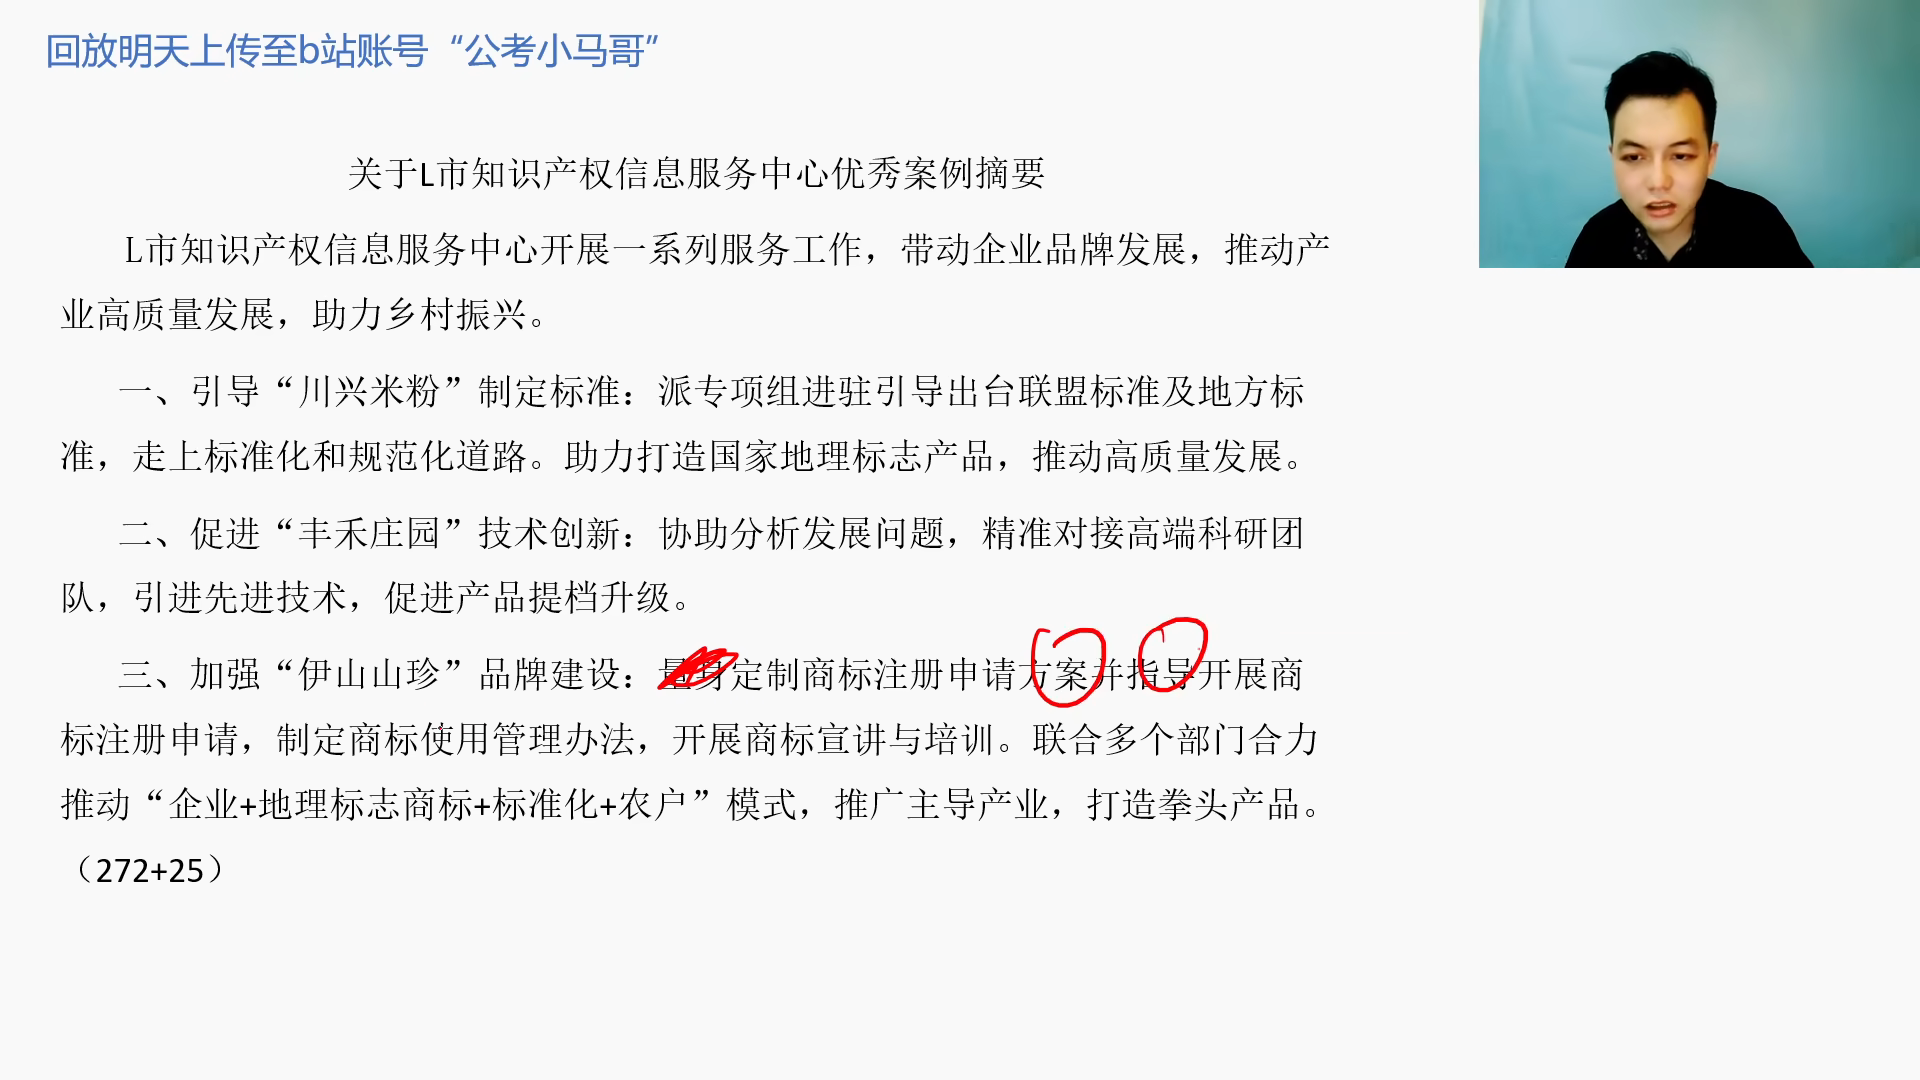 回放明天上传至b站账号“公考小马哥”
关于L市知识产权信息服务中心优秀案例摘要
L市知识产权信息服务中心开展一系列服务工作，带动企业品牌发展，推动产
业高质量发展，助力乡村振兴。
一、引导“川兴米粉”制定标准：派专项组进驻引导出台联盟标准及地方标
准，走上标准化和规范化道路。助力打造国家地理标志产品，推动高质量发展。
二、促进“丰禾庄园”技术创新：协助分析发展问题，精准对接高端科研团
队，引进先进技术，促进产品提档升级。
三、加强“伊山山珍”品牌建设：量身定制商标注册申请方案并指导开展商
标注册申请，制定商标使用管理办法，开展商标宣讲与培训。联合多个部门合力
推动“企业+地理标志商标+标准化+农户”模式，推广主导产业，打造拳头产品。
（272+25）